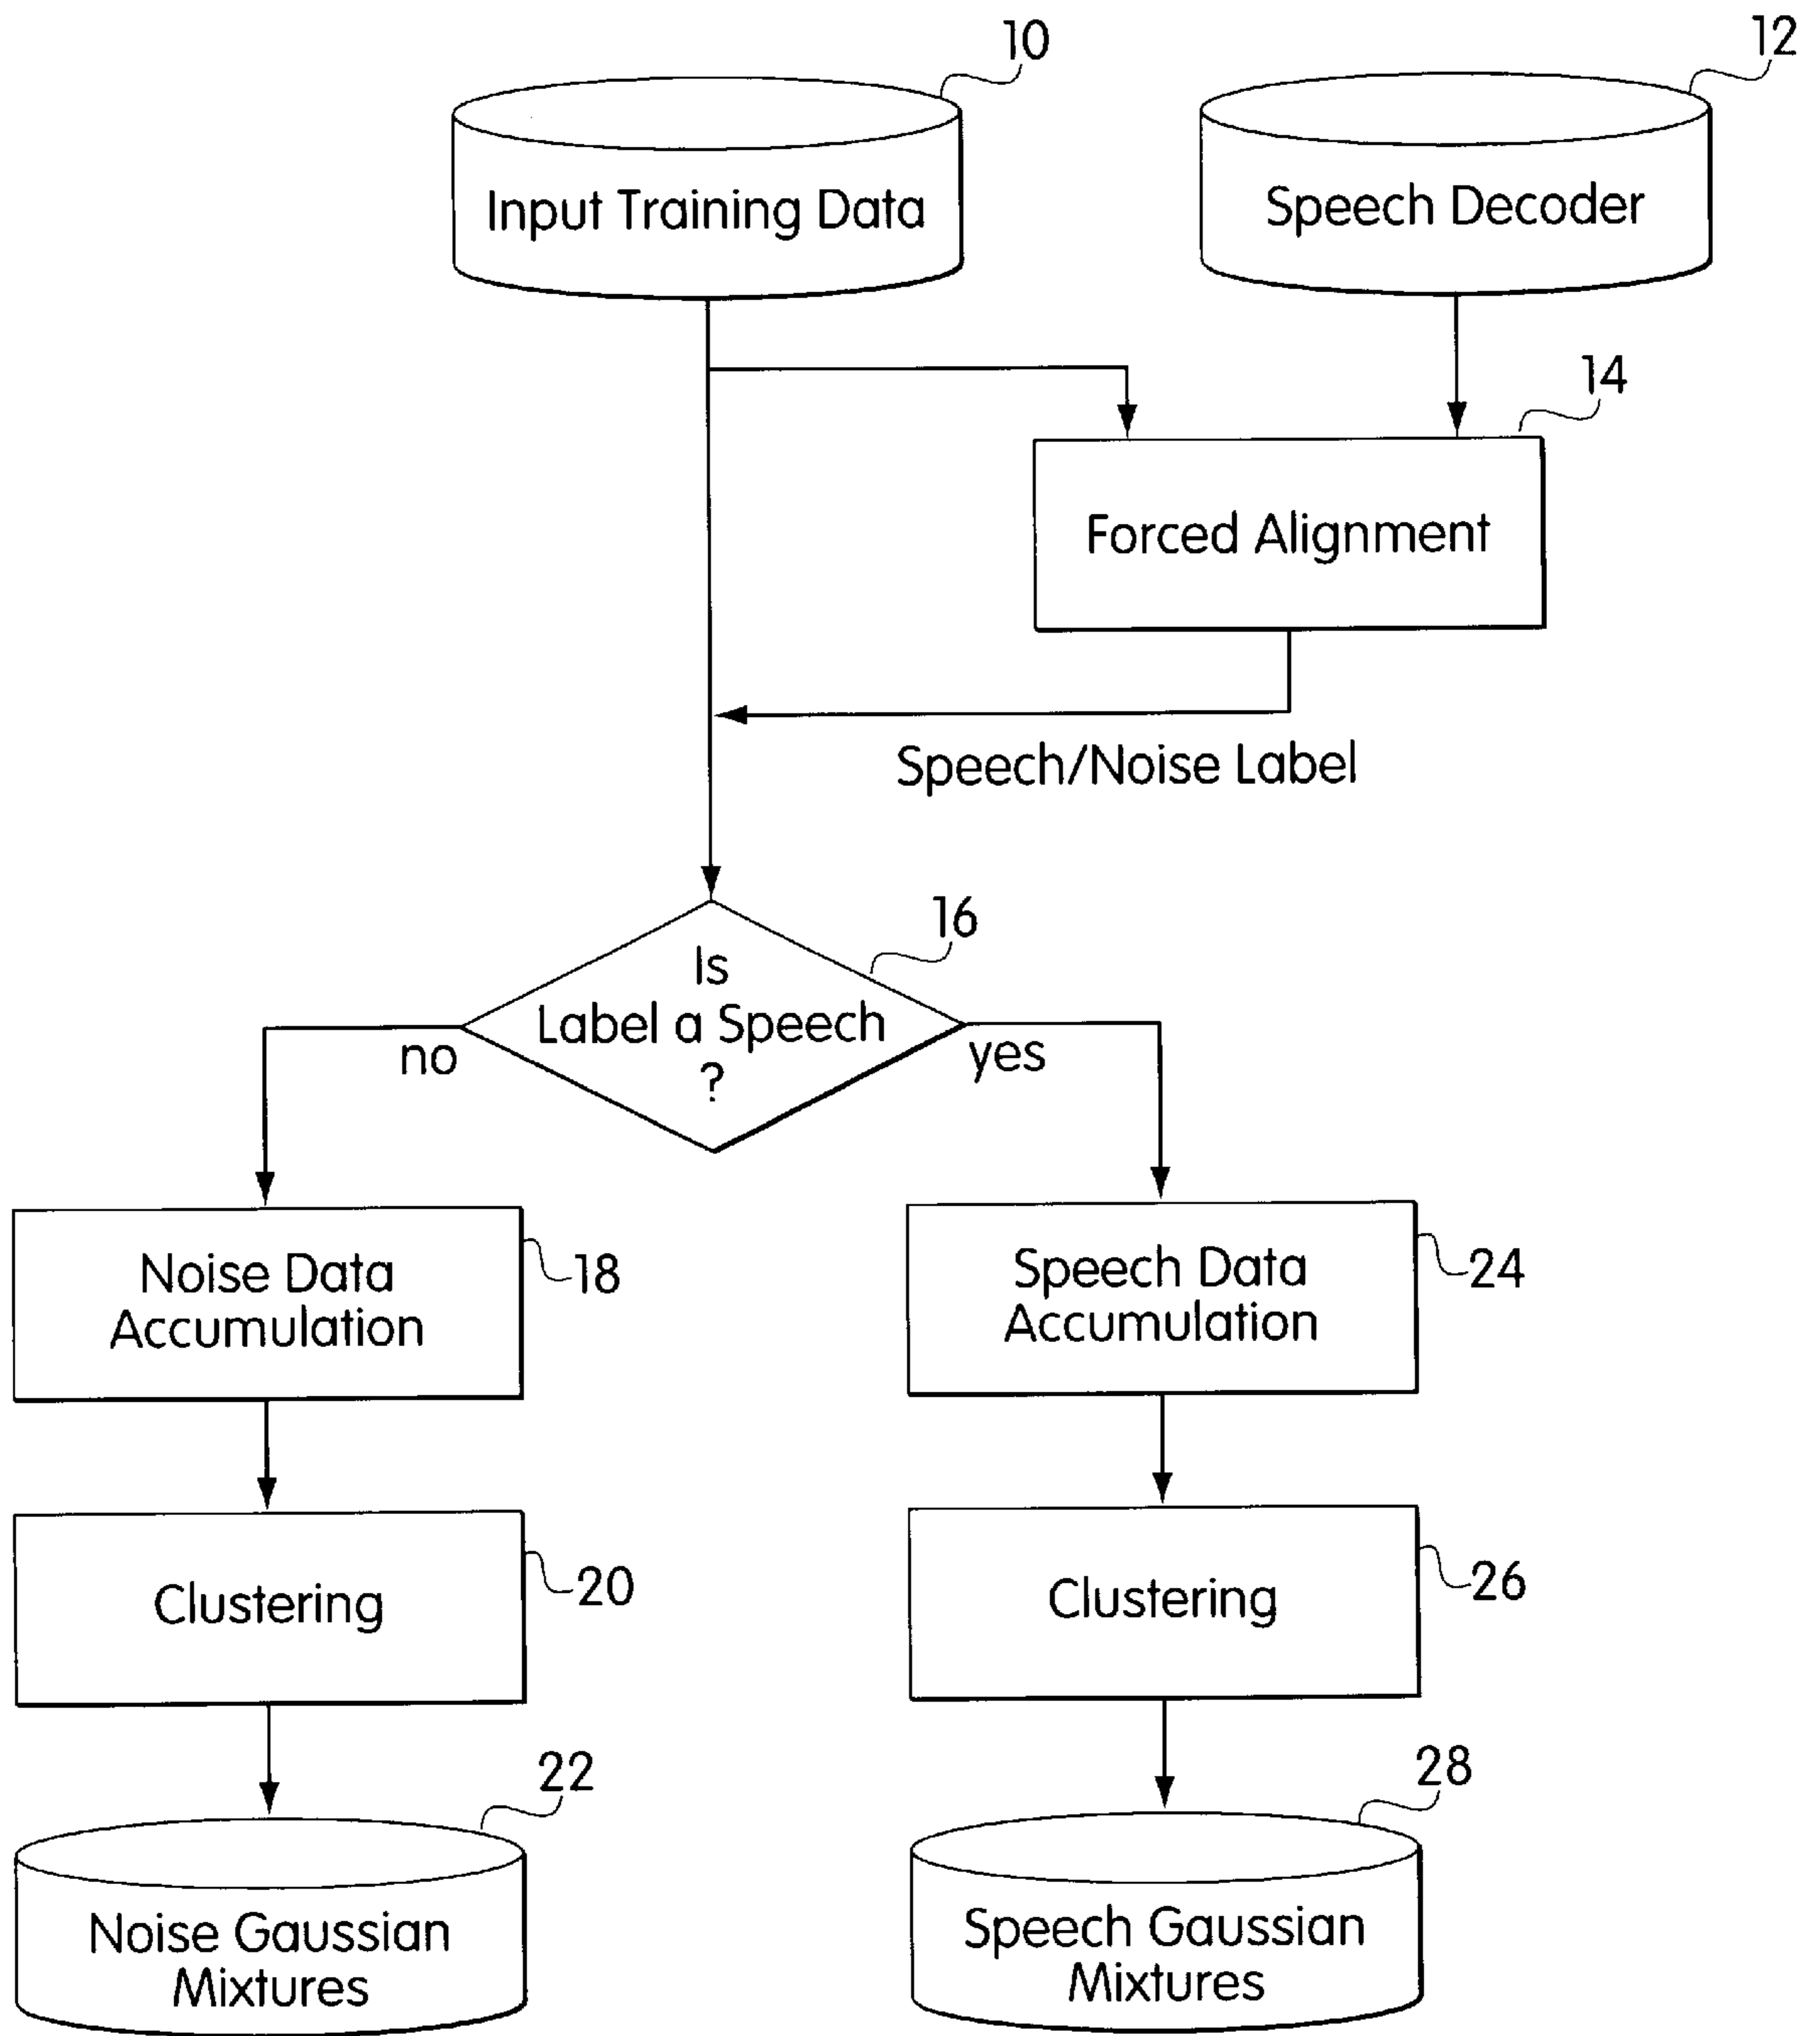 10
12
Input Training Data
Speech Decoder
14
Forced Alignment
Speech/Noise Label
16
Is
Label a Speech
?
no
yes
Noise Data
Accumulation
18
Speech Data
Accumulation
24
Clustering
20
Clustering
26
22
28
Noise Gaussian
Mixtures
Speech Gaussian
Mixtures